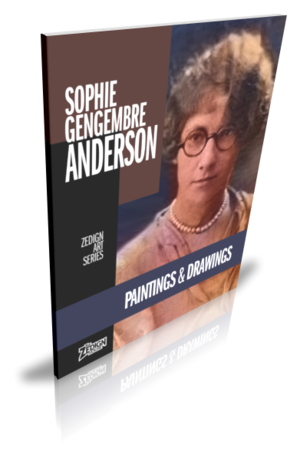 SOPHIE
GENGEMBRE
ANDERSON
ZEDIGN
ART
SERIES
PAINTINGS & DRAWINGS
ZEDIGN